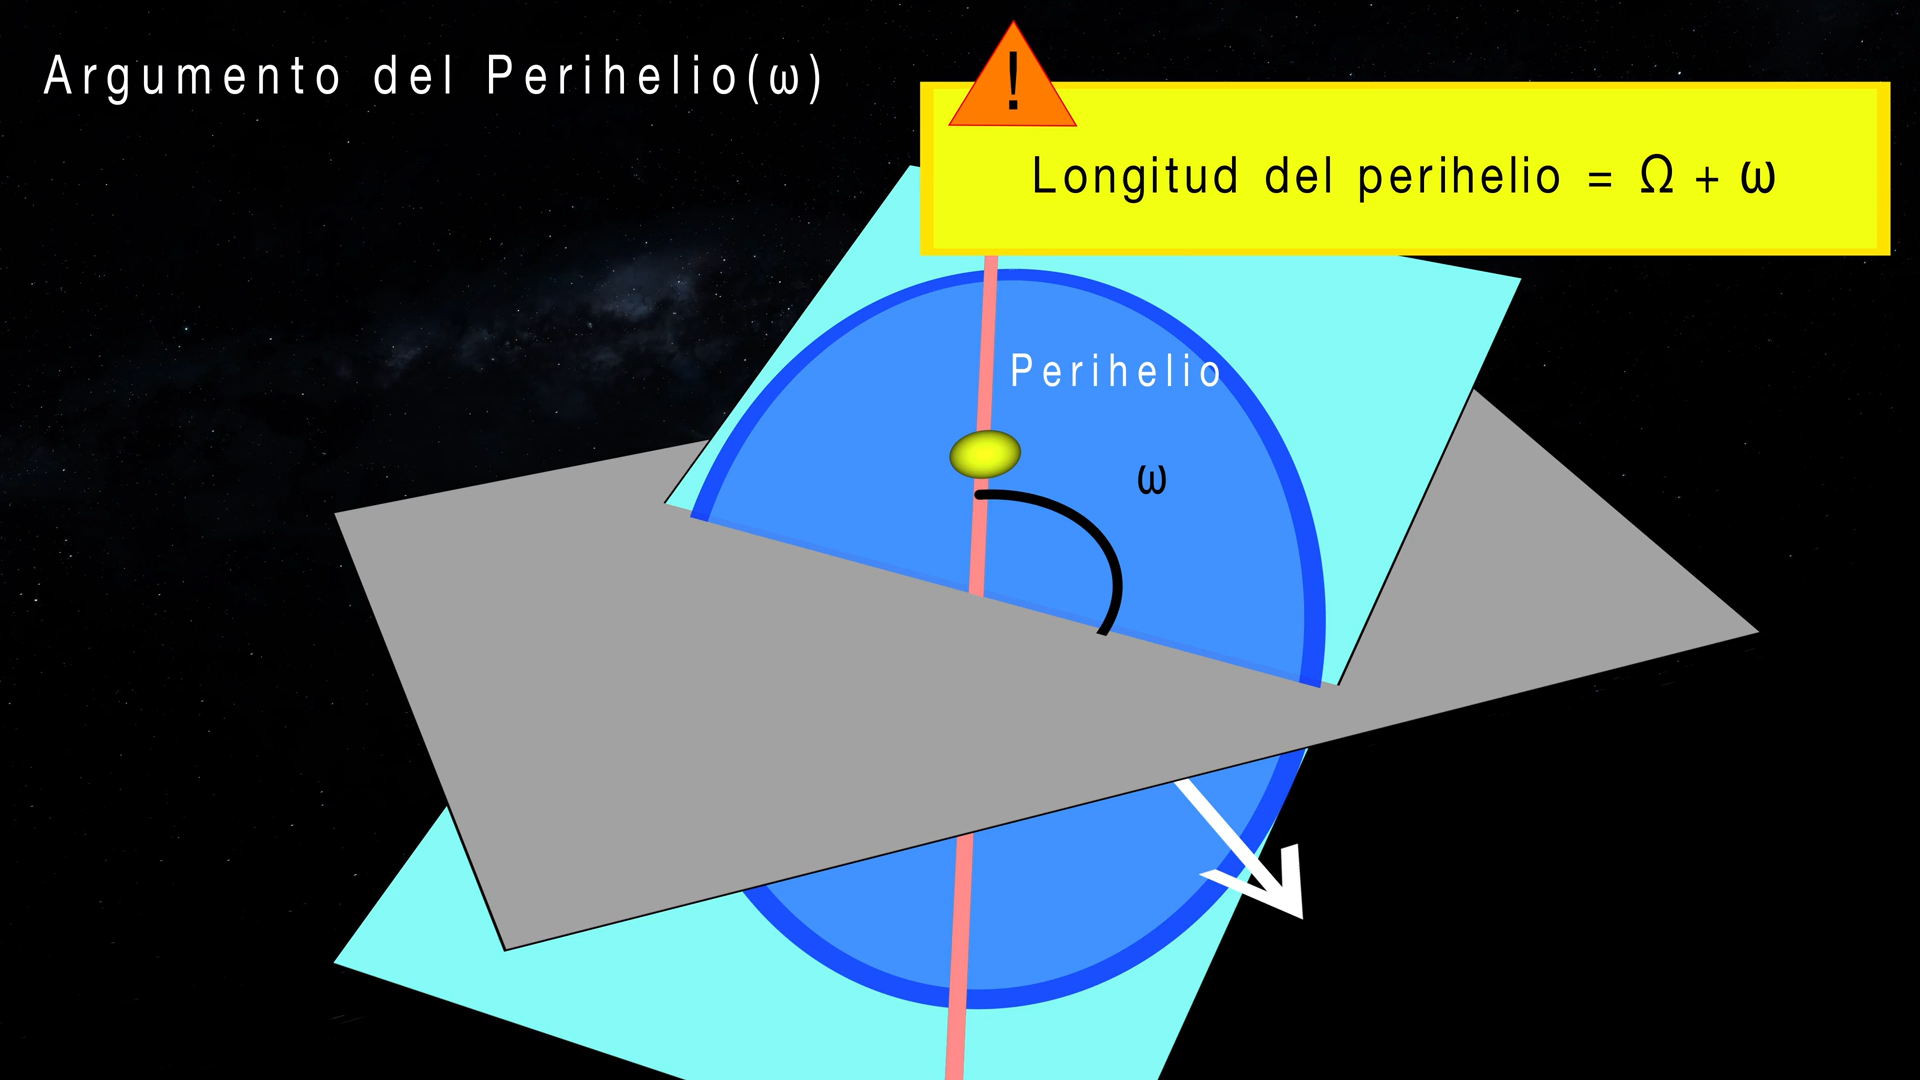 Argumento del Perihelio(ω)
!
Longitud del perihelio = Ω + ω
Perihelio
ω